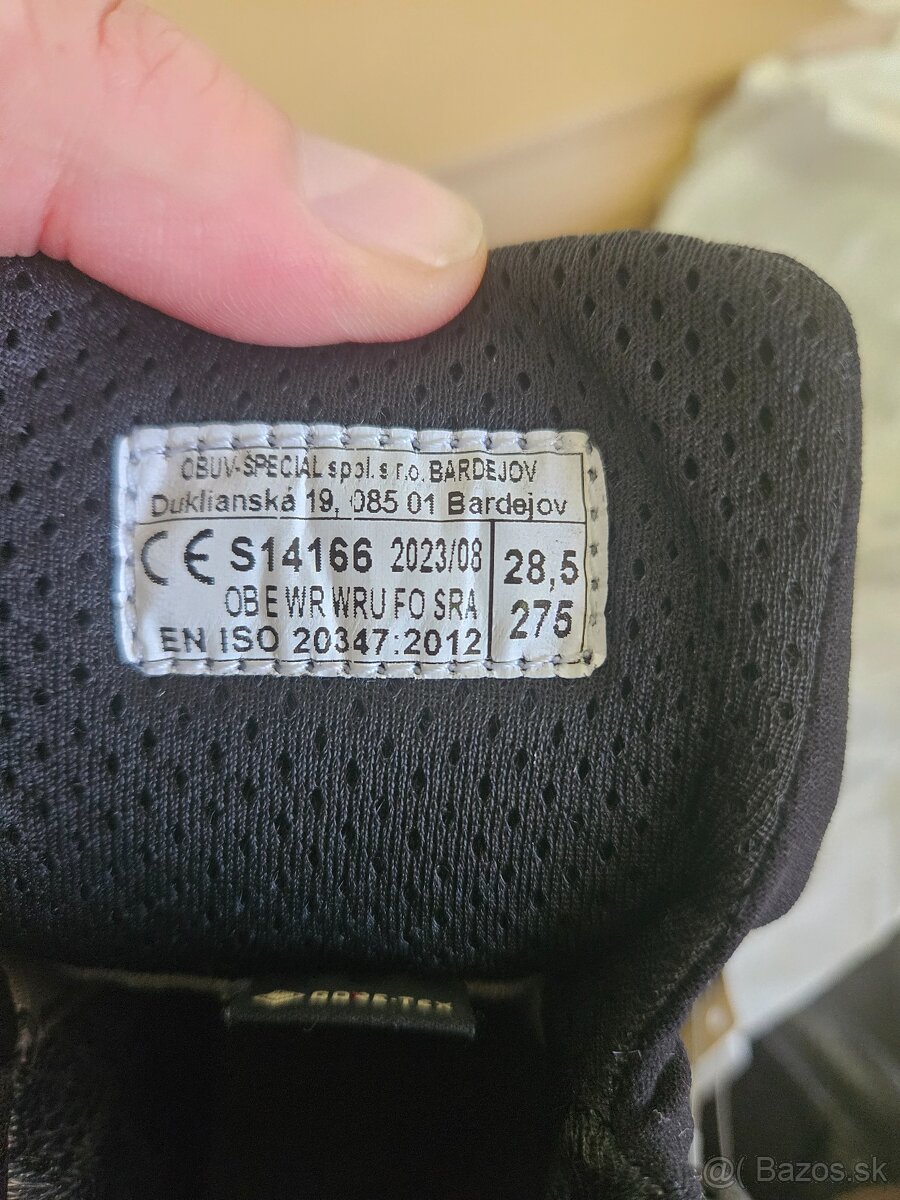 OBUV-ŠPECIÁL spol. s r.o. BARDEJOV
Duklianská 19, 085 01 Bardejov
CE S14166 2023/08
OB E WR WRU FO SRA
EN ISO 20347:2012
28,5
275
GORE-TEX
@( Bazos.sk